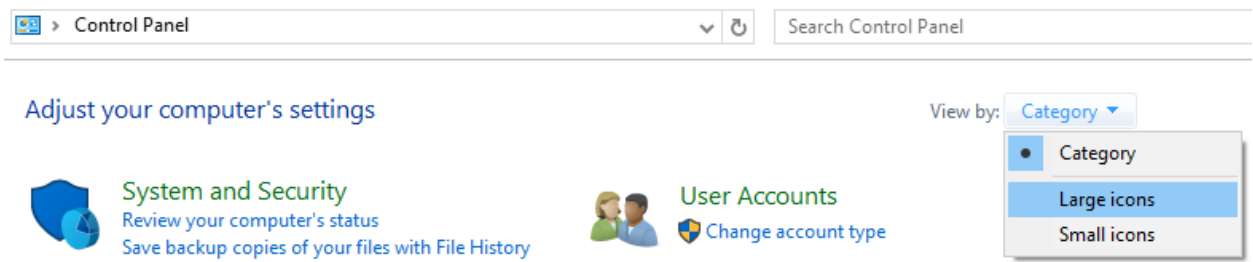 Control Panel
Search Control Panel
Adjust your computer's settings
View by: Category
Category
Large icons
Small icons
System and Security
Review your computer's status
Save backup copies of your files with File History
User Accounts
Change account type